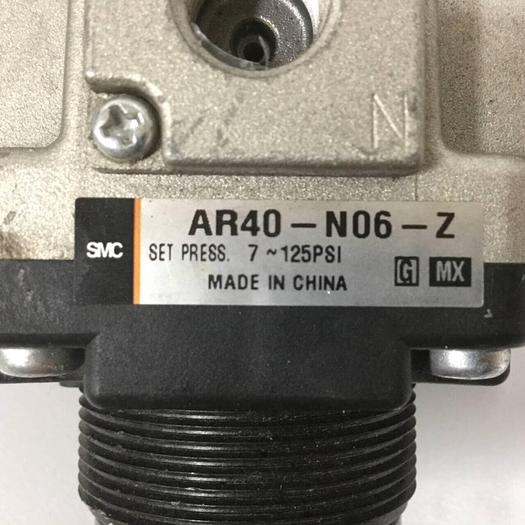 N
AR40-N06-Z
SMC
SET PRESS. 7~125PSI
MADE IN CHINA
G MX